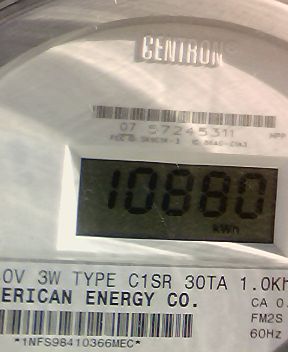 CENTRON®
07 57245311
10880
kWh
0V 3W TYPE C1SR 30TA 1.0Kh
ERICAN ENERGY CO.
CA 0.
FM2S
60Hz
*1NFS98410366MEC*